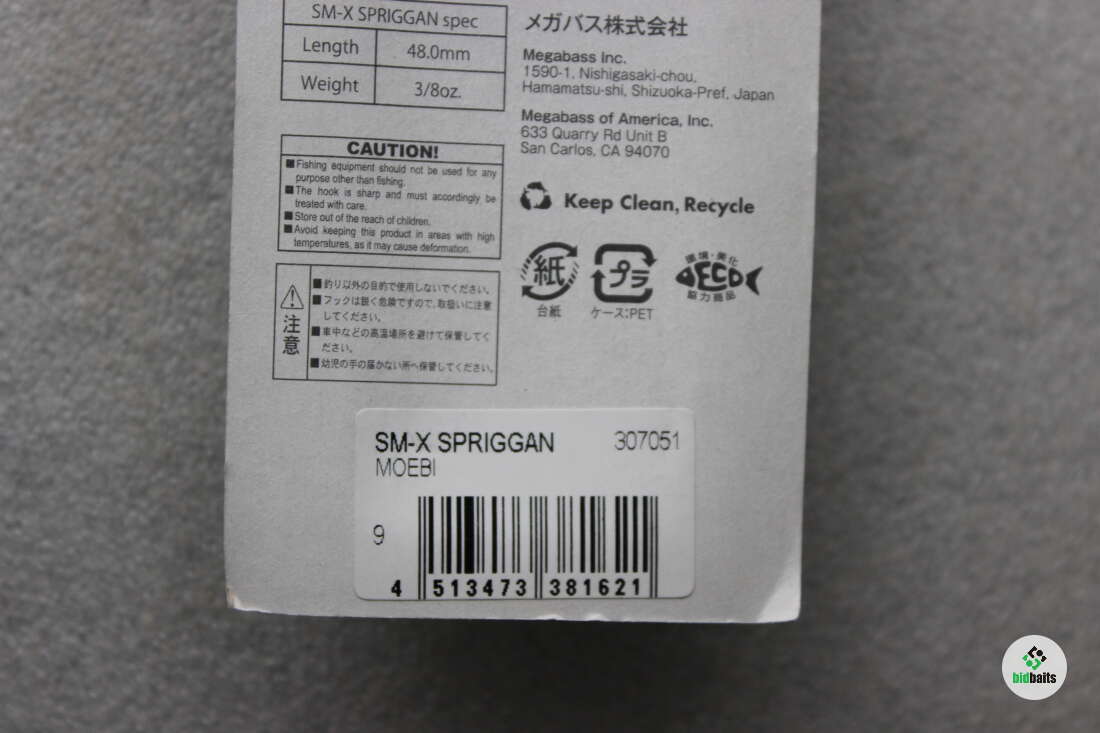 SM-X SPRIGGAN spec
Length 48.0mm
Weight 3/8oz.
CAUTION!
■Fishing equipment should not be used for any
purpose other than fishing.
■The hook is sharp and must accordingly be
treated with care.
■Store out of the reach of children.
■Avoid keeping this product in areas with high
temperatures, as it may cause deformation.
注意
■釣り以外の目的で使用しないでください。
■フックは鋭く危険ですので、取扱いに注意
してください。
■車中などの高温場所を避けて保管してく
ださい。
■幼児の手の届かない所へ保管してください。
メガバス株式会社
Megabass Inc.
1590-1, Nishigasaki-chou,
Hamamatsu-shi, Shizuoka-Pref, Japan
Megabass of America, Inc.
633 Quarry Rd Unit B
San Carlos, CA 94070
Keep Clean, Recycle
紙
台紙
プラ
ケース:PET
環境・美化
ECO
協力商品
SM-X SPRIGGAN 307051
MOEBI
9
4 513473 381621
bidbaits